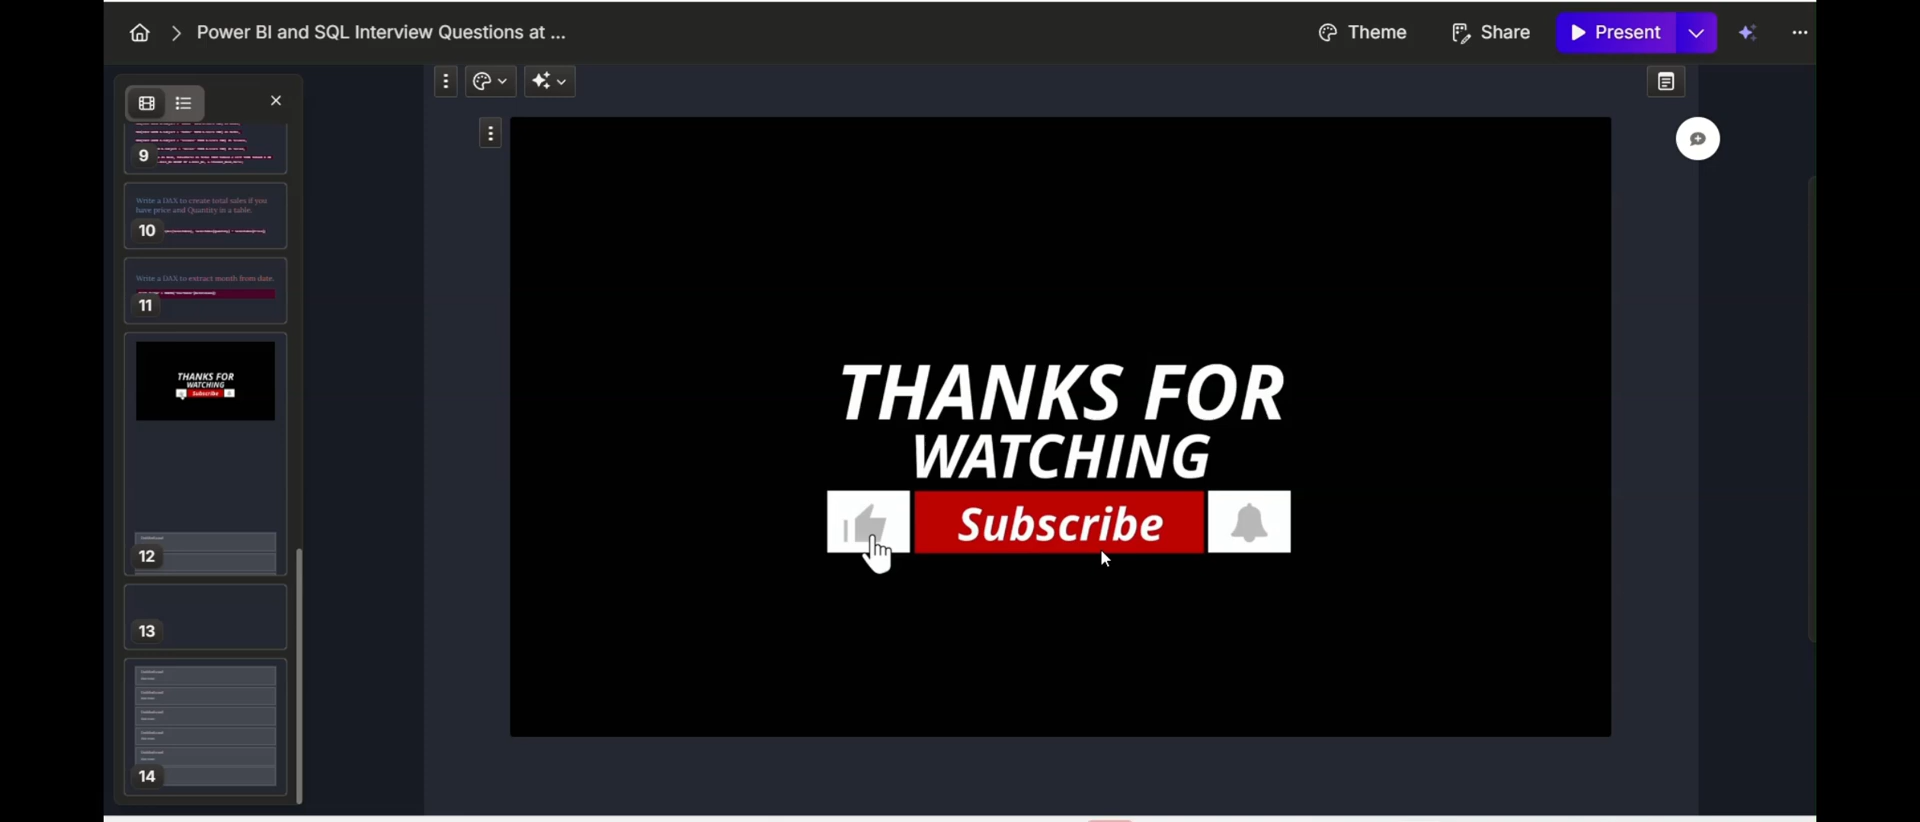 Power BI and SQL Interview Questions at ...
Theme
Share
Present
9
Write a DAX to create total sales if you
have price and Quantity in a table.
10
Write a DAX to extract month from date.
11
THANKS FOR
WATCHING
Subscribe
12
13
14
THANKS FOR
WATCHING
Subscribe